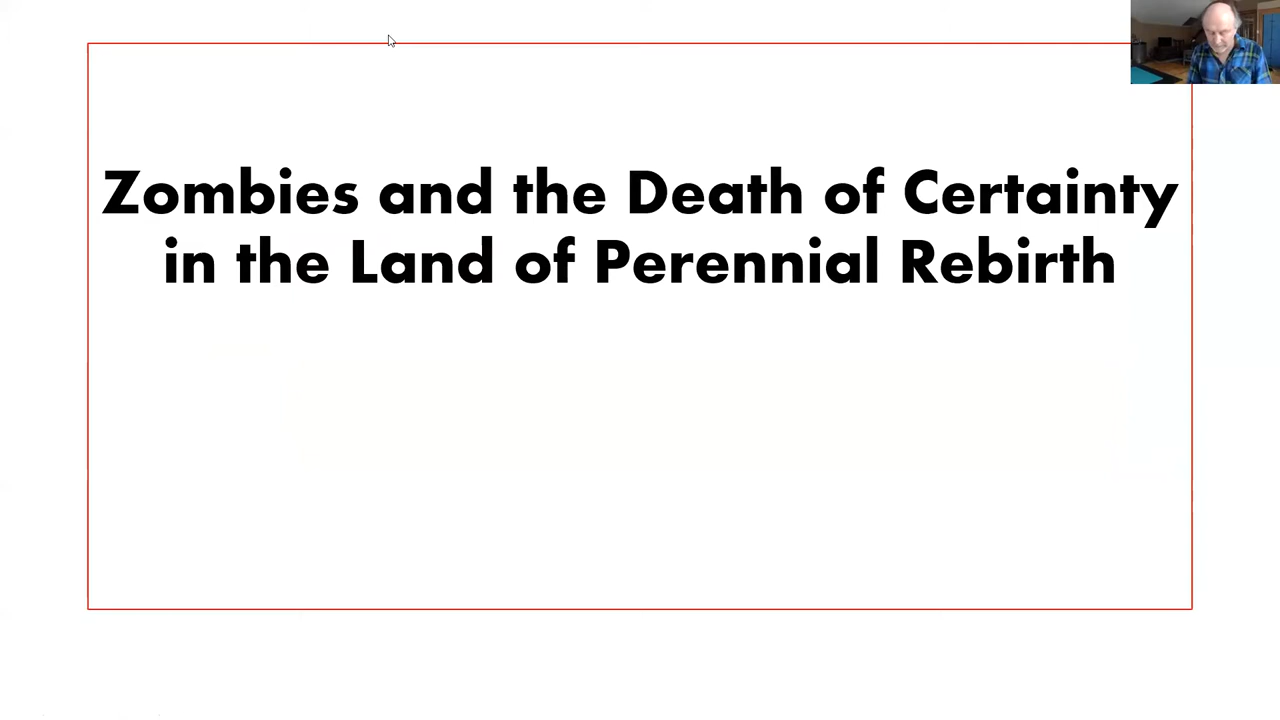 Zombies and the Death of Certainty
in the Land of Perennial Rebirth